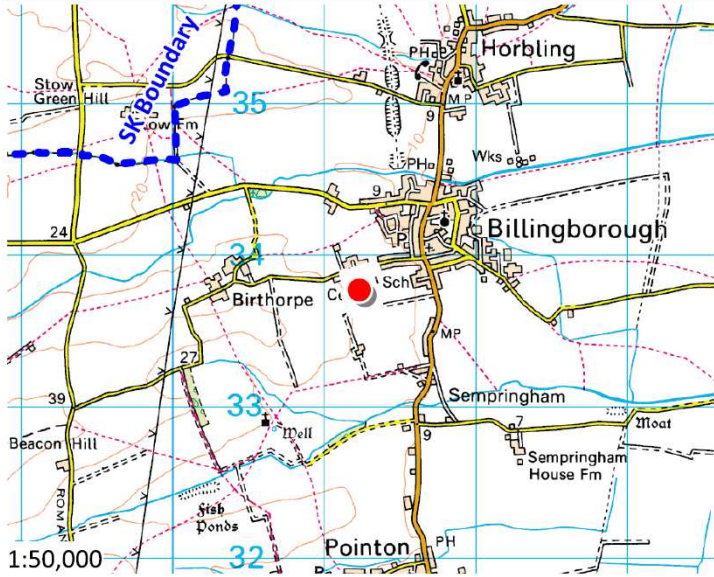 PH
Horbling
Stow
Green Hill
SK Boundary
35
MP
9
PH
Wks
9
24
34
P
Billingborough
Birthorpe
Sch
MP
27
33
Sempringham
39
Well
9
7
Moat
Beacon Hill
Sempringham
House Fm
ROMAN
Fish
Ponds
Pointon
PH
1:50,000
32
10